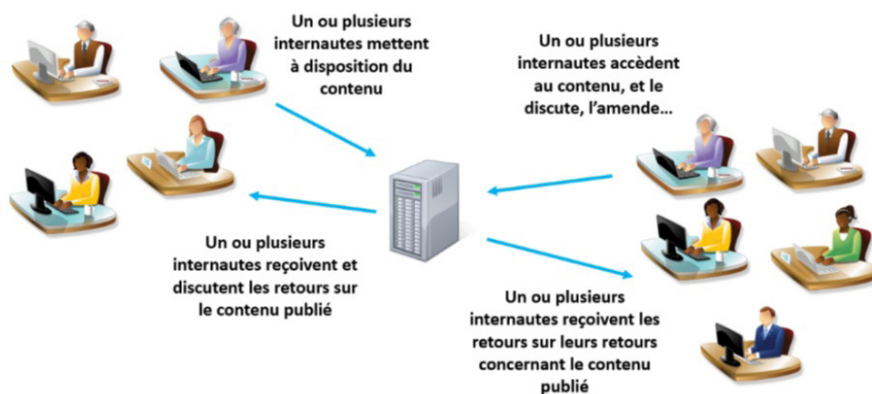 Un ou plusieurs
internautes mettent
à disposition du
contenu
Un ou plusieurs
internautes accèdent
au contenu, et le
discute, l'amende...
Un ou plusieurs
internautes reçoivent et
discutent les retours sur
le contenu publié
Un ou plusieurs
internautes reçoivent les
retours sur leurs retours
concernant le contenu
publié